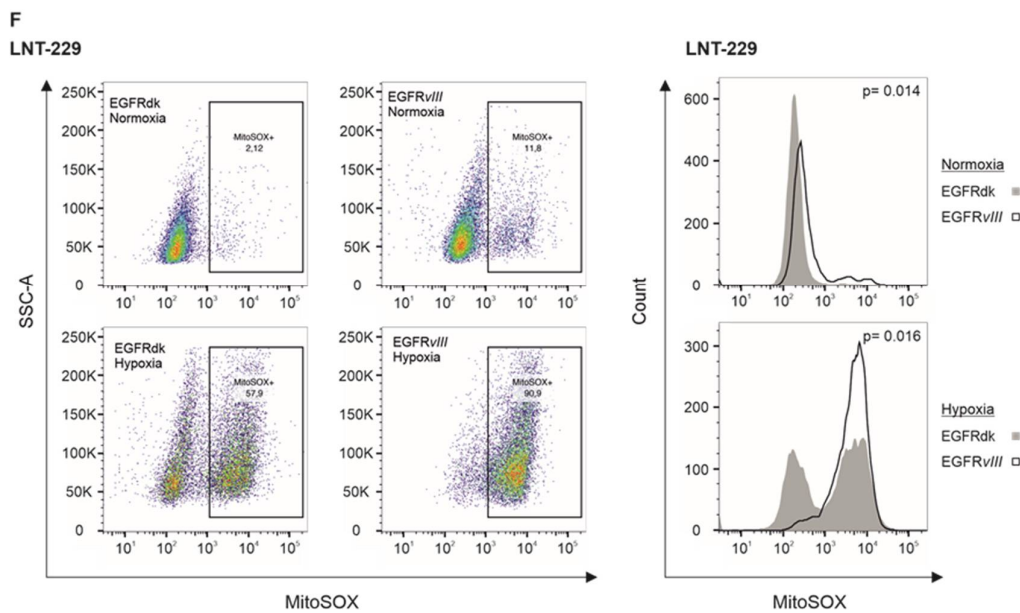 F
LNT-229
LNT-229
EGFRdk
Normoxia
MitoSOX+
2,12
250K
200K
150K
100K
50K
0
10¹ 10² 10³ 10⁴ 10⁵
EGFRvIII
Normoxia
MitoSOX+
11,8
250K
200K
150K
100K
50K
0
10¹ 10² 10³ 10⁴ 10⁵
EGFRdk
Hypoxia
MitoSOX+
57,9
250K
200K
150K
100K
50K
0
10¹ 10² 10³ 10⁴ 10⁵
EGFRvIII
Hypoxia
MitoSOX+
90,9
250K
200K
150K
100K
50K
0
10¹ 10² 10³ 10⁴ 10⁵
SSC-A
MitoSOX
p= 0.014
600
400
200
0
10¹ 10² 10³ 10⁴ 10⁵
Normoxia
EGFRdk
EGFRvIII
p= 0.016
300
200
100
0
10¹ 10² 10³ 10⁴ 10⁵
Hypoxia
EGFRdk
EGFRvIII
Count
MitoSOX